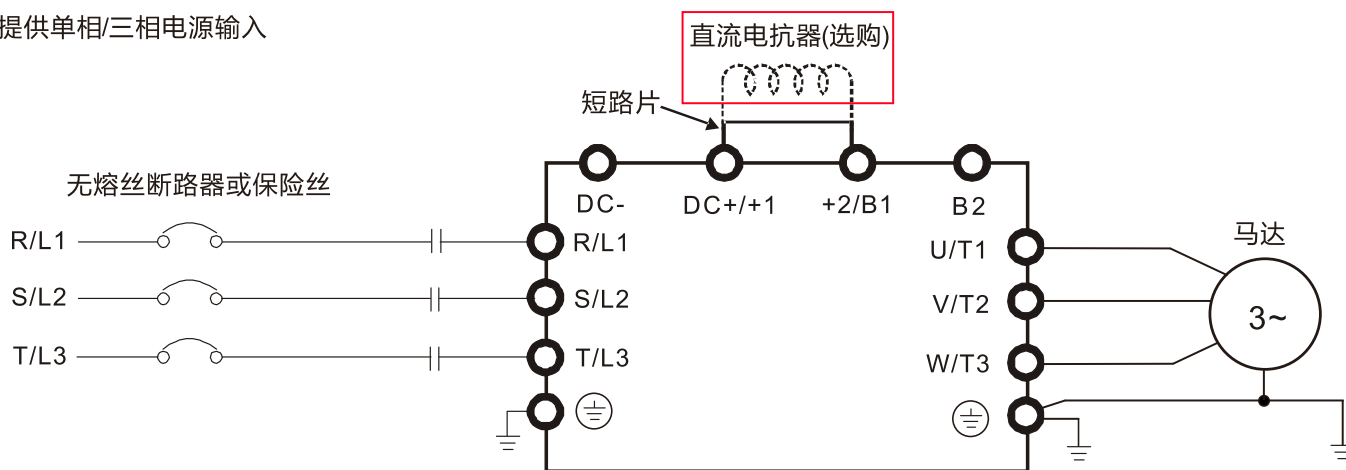 提供单相/三相电源输入
直流电抗器(选购)
短路片
无熔丝断路器或保险丝
DC-
DC+/+1
+2/B1
B2
R/L1
R/L1
U/T1
马达
S/L2
S/L2
V/T2
3~
T/L3
T/L3
W/T3